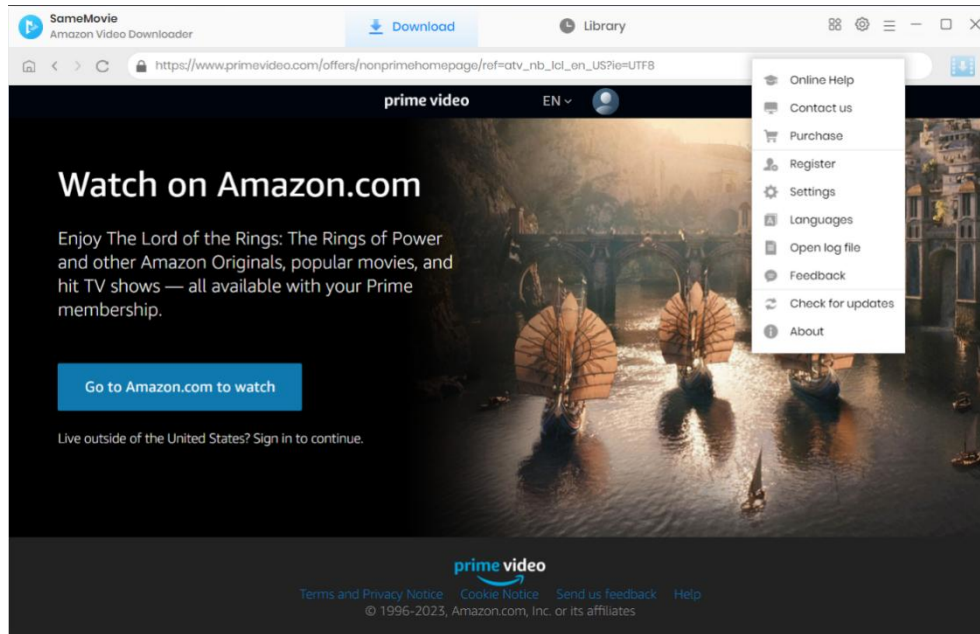 SameMovie
Amazon Video Downloader
Download
Library
https://www.primevideo.com/offers/nonprimehomepage/ref=atv_nb_lcl_en_US?ie=UTF8
prime video
EN
Online Help
Contact us
Purchase
Register
Settings
Languages
Open log file
Feedback
Check for updates
About
Watch on Amazon.com
Enjoy The Lord of the Rings: The Rings of Power
and other Amazon Originals, popular movies, and
hit TV shows — all available with your Prime
membership.
Go to Amazon.com to watch
Live outside of the United States? Sign in to continue.
prime video
Terms and Privacy Notice Cookie Notice Send us feedback Help
© 1996-2023, Amazon.com, Inc. or its affiliates